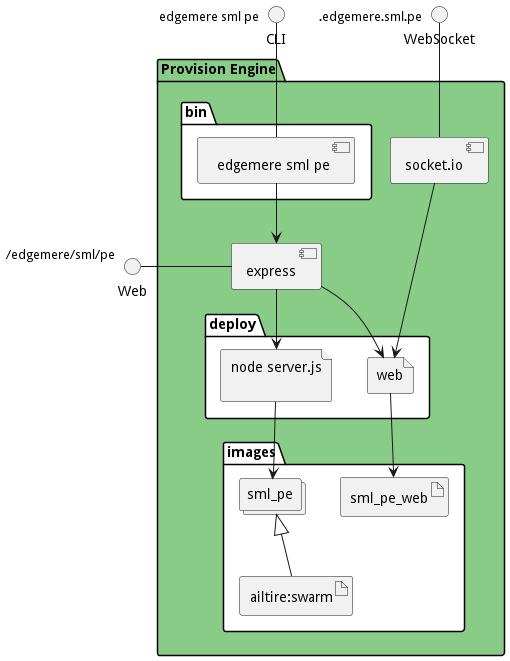 edgemere sml pe
.edgemere.sml.pe
CLI
WebSocket
Provision Engine
bin
edgemere sml pe
socket.io
/edgemere/sml/pe
Web
express
deploy
node server.js
web
images
sml_pe
sml_pe_web
ailtire:swarm